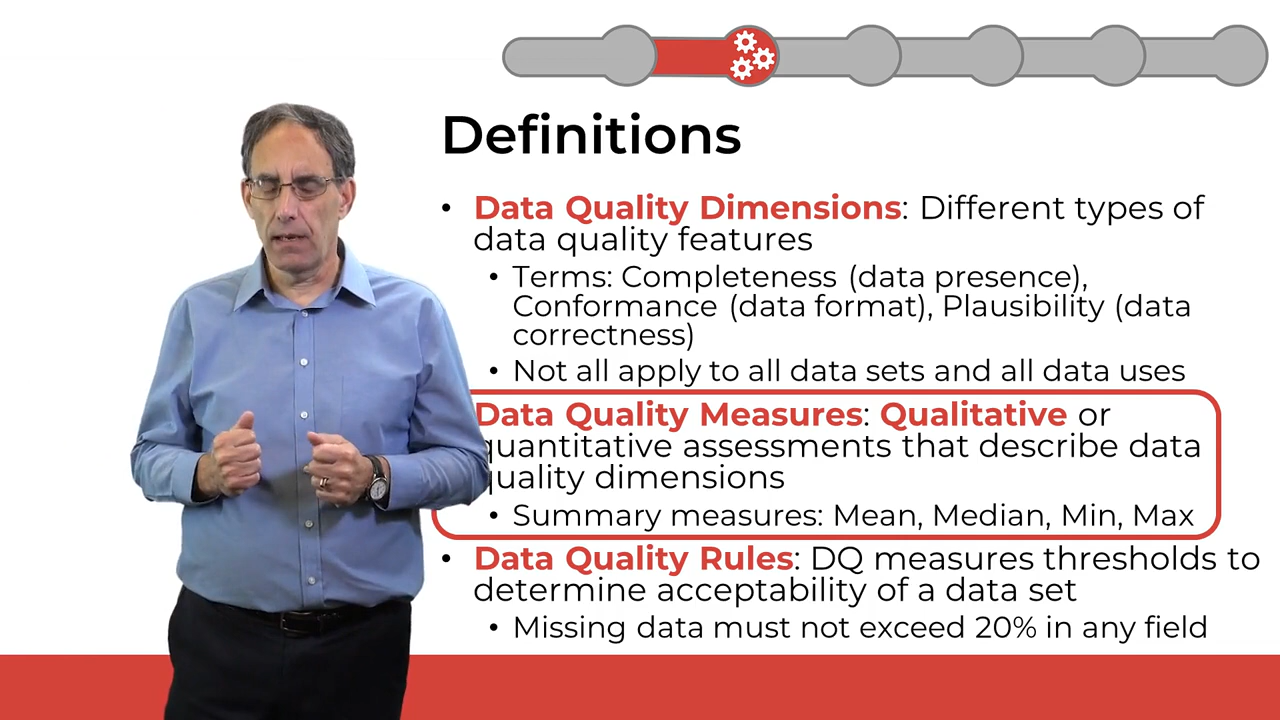 Definitions
• Data Quality Dimensions: Different types of
data quality features
• Terms: Completeness (data presence),
Conformance (data format), Plausibility (data
correctness)
• Not all apply to all data sets and all data uses
Data Quality Measures: Qualitative or
quantitative assessments that describe data
quality dimensions
• Summary measures: Mean, Median, Min, Max
• Data Quality Rules: DQ measures thresholds to
determine acceptability of a data set
• Missing data must not exceed 20% in any field